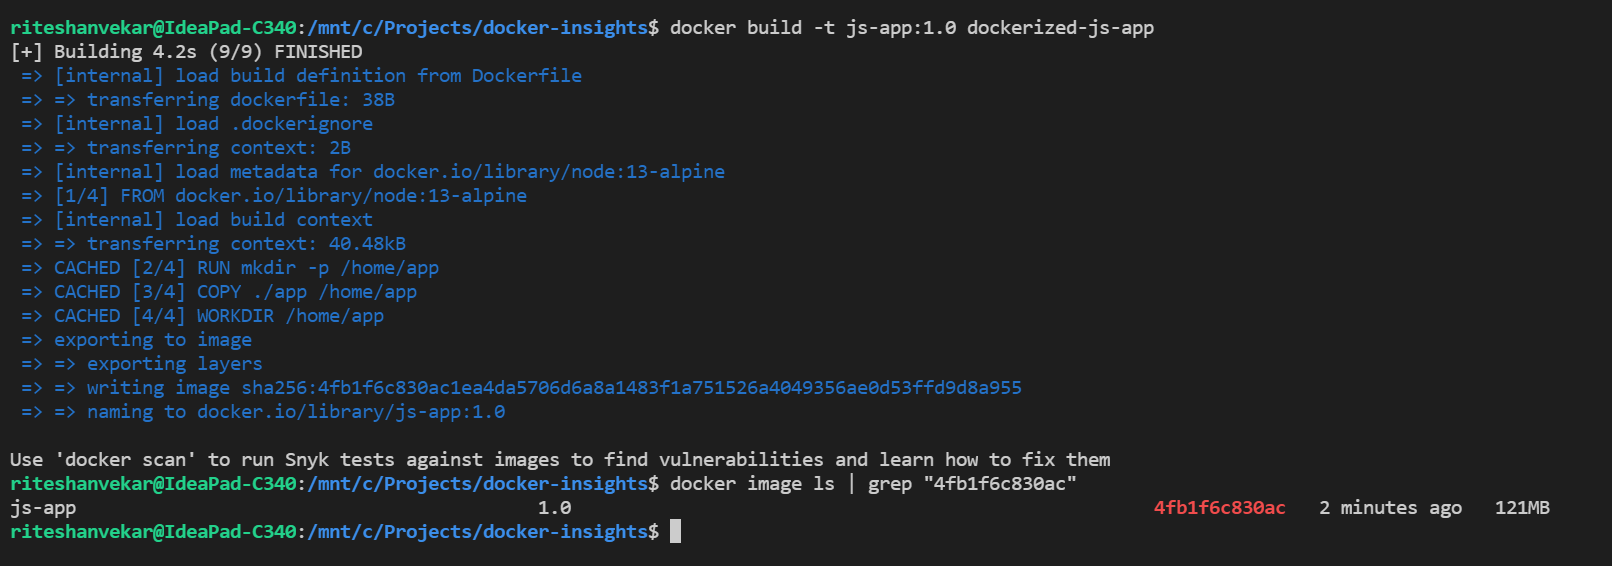 riteshanvekar@IdeaPad-C340:/mnt/c/Projects/docker-insights$ docker build -t js-app:1.0 dockerized-js-app
[+] Building 4.2s (9/9) FINISHED
=> [internal] load build definition from Dockerfile
=> => transferring dockerfile: 38B
=> [internal] load .dockerignore
=> => transferring context: 2B
=> [internal] load metadata for docker.io/library/node:13-alpine
=> [1/4] FROM docker.io/library/node:13-alpine
=> [internal] load build context
=> => transferring context: 40.48kB
=> CACHED [2/4] RUN mkdir -p /home/app
=> CACHED [3/4] COPY ./app /home/app
=> CACHED [4/4] WORKDIR /home/app
=> exporting to image
=> => exporting layers
=> => writing image sha256:4fb1f6c830ac1ea4da5706d6a8a1483f1a751526a4049356ae0d53ffd9d8a955
=> => naming to docker.io/library/js-app:1.0
Use 'docker scan' to run Snyk tests against images to find vulnerabilities and learn how to fix them
riteshanvekar@IdeaPad-C340:/mnt/c/Projects/docker-insights$ docker image ls | grep "4fb1f6c830ac"
js-app 1.0 4fb1f6c830ac 2 minutes ago 121MB
riteshanvekar@IdeaPad-C340:/mnt/c/Projects/docker-insights$